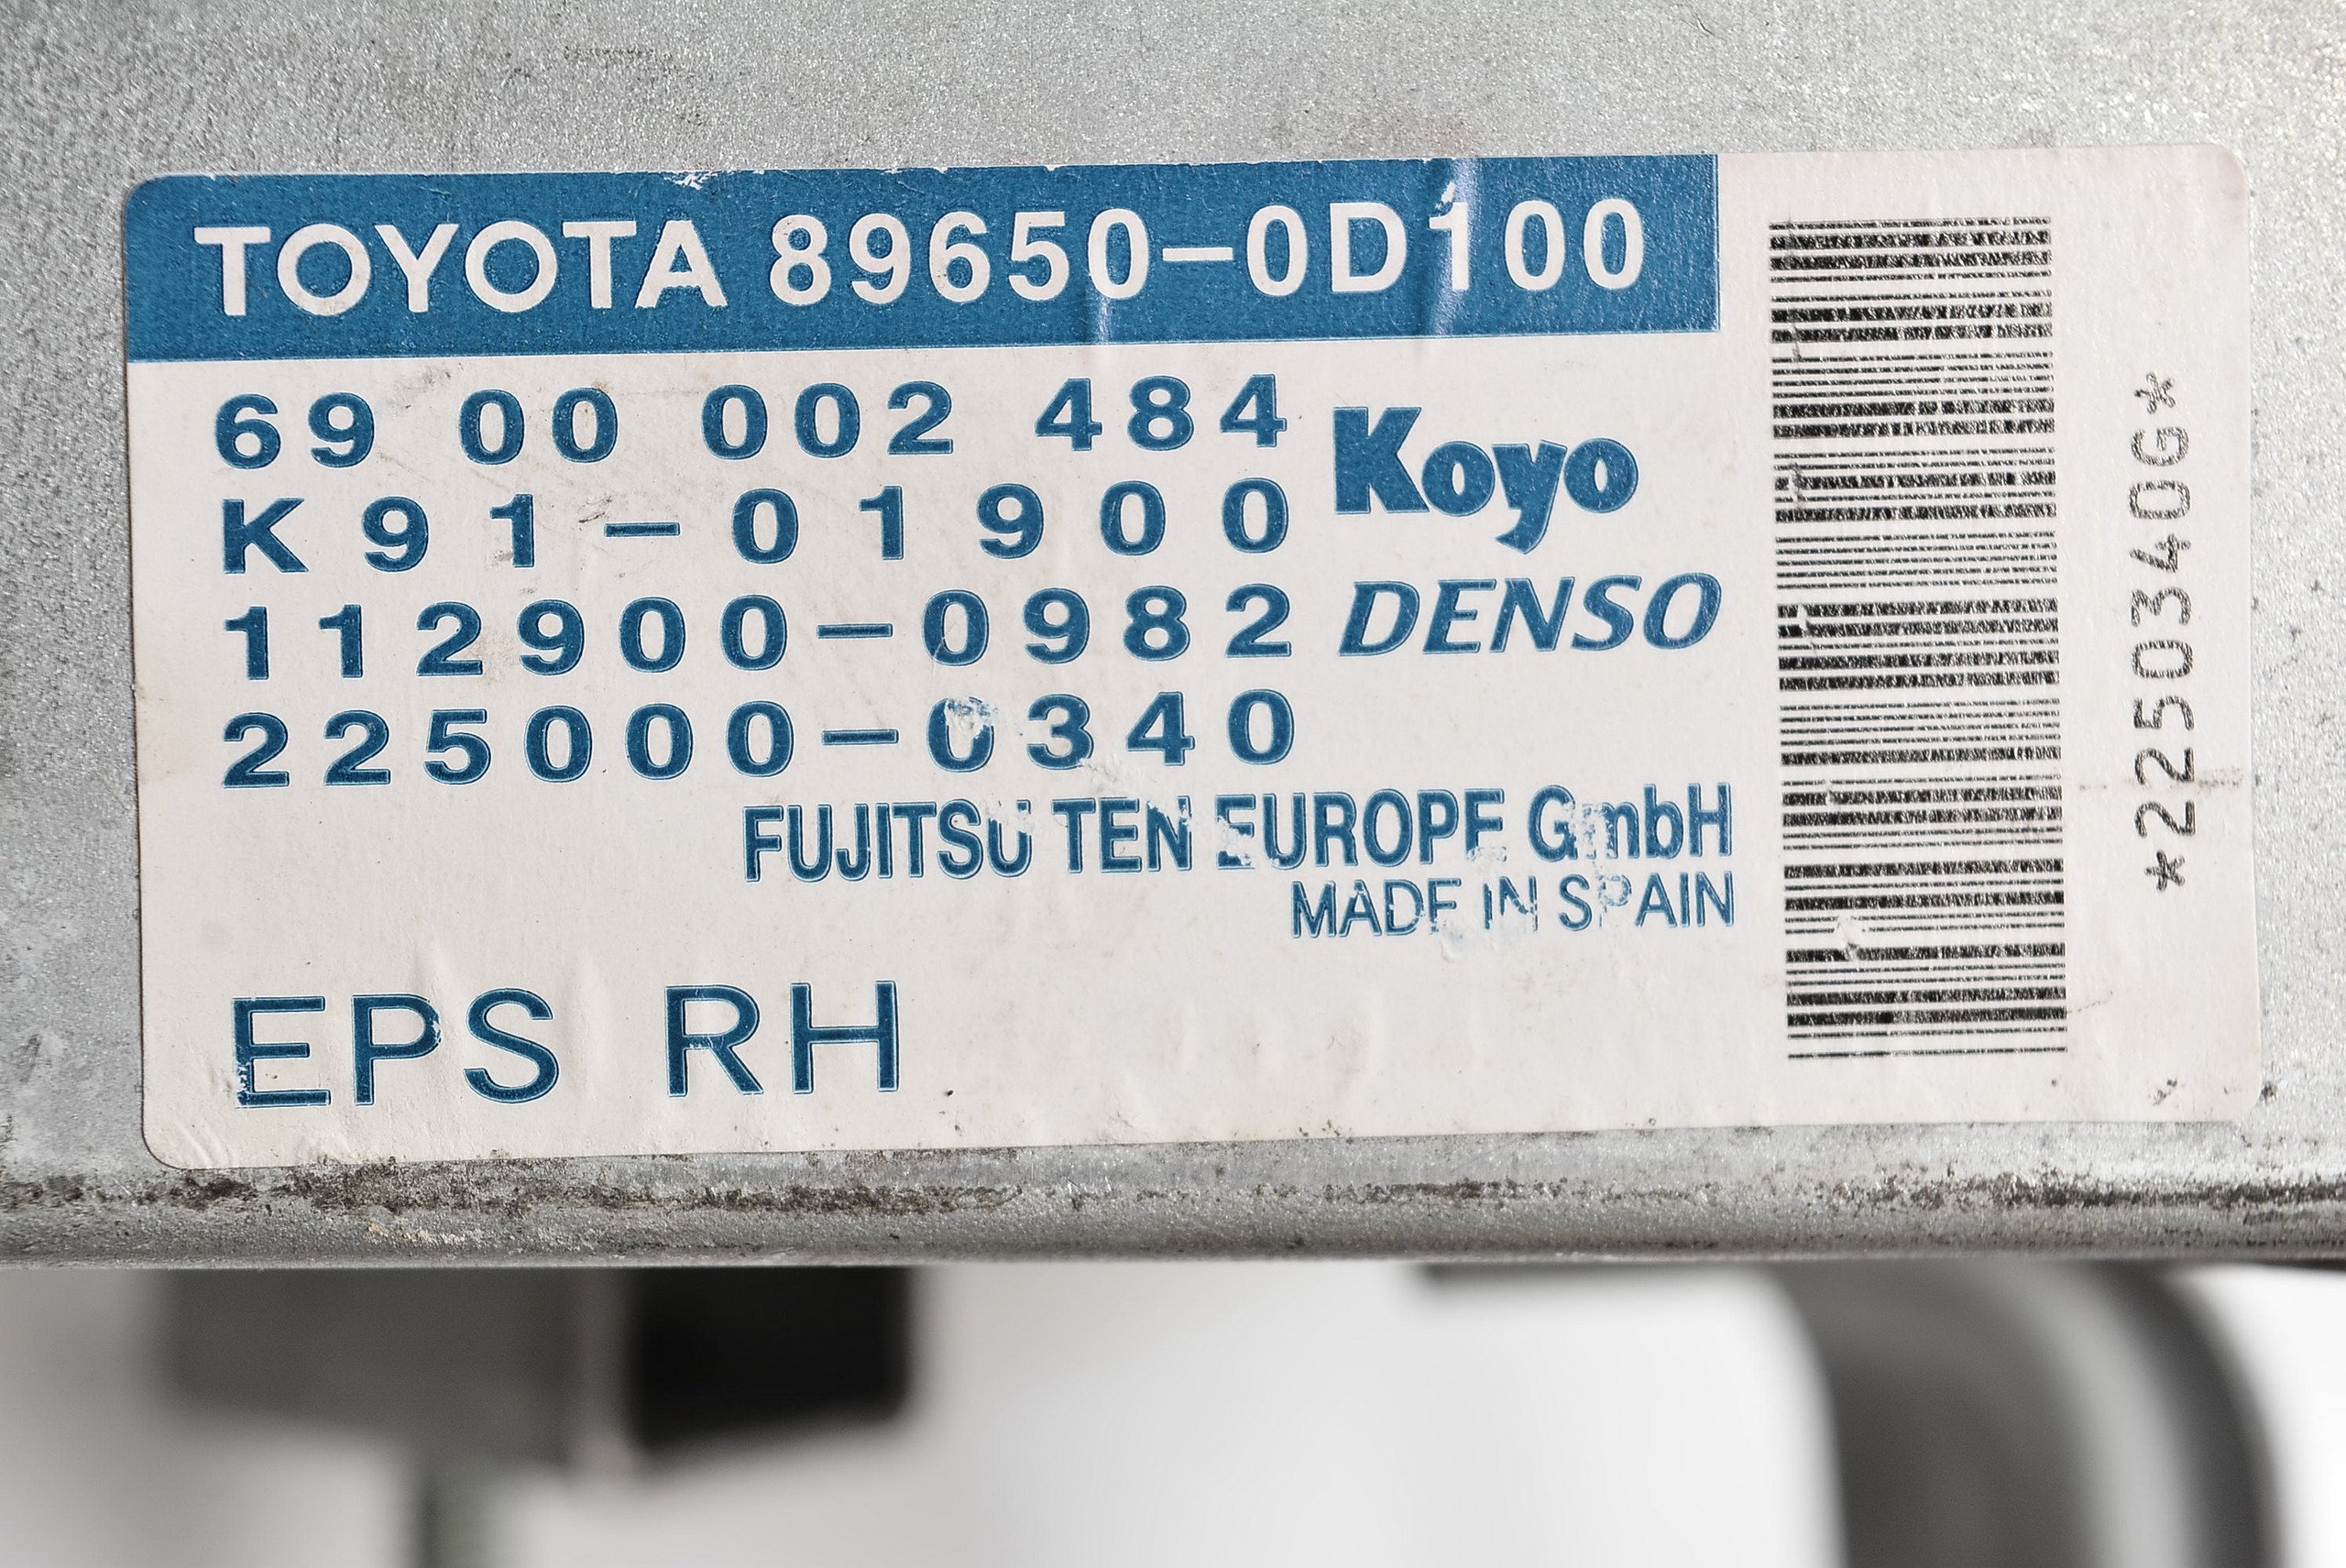 TOYOTA 89650-0D100
69 00 002 484
K91-01900 Koyo
112900-0982 DENSO
225000-0340
FUJITSU TEN EUROPE GmbH
MADE IN SPAIN
EPS RH
*2250340G*